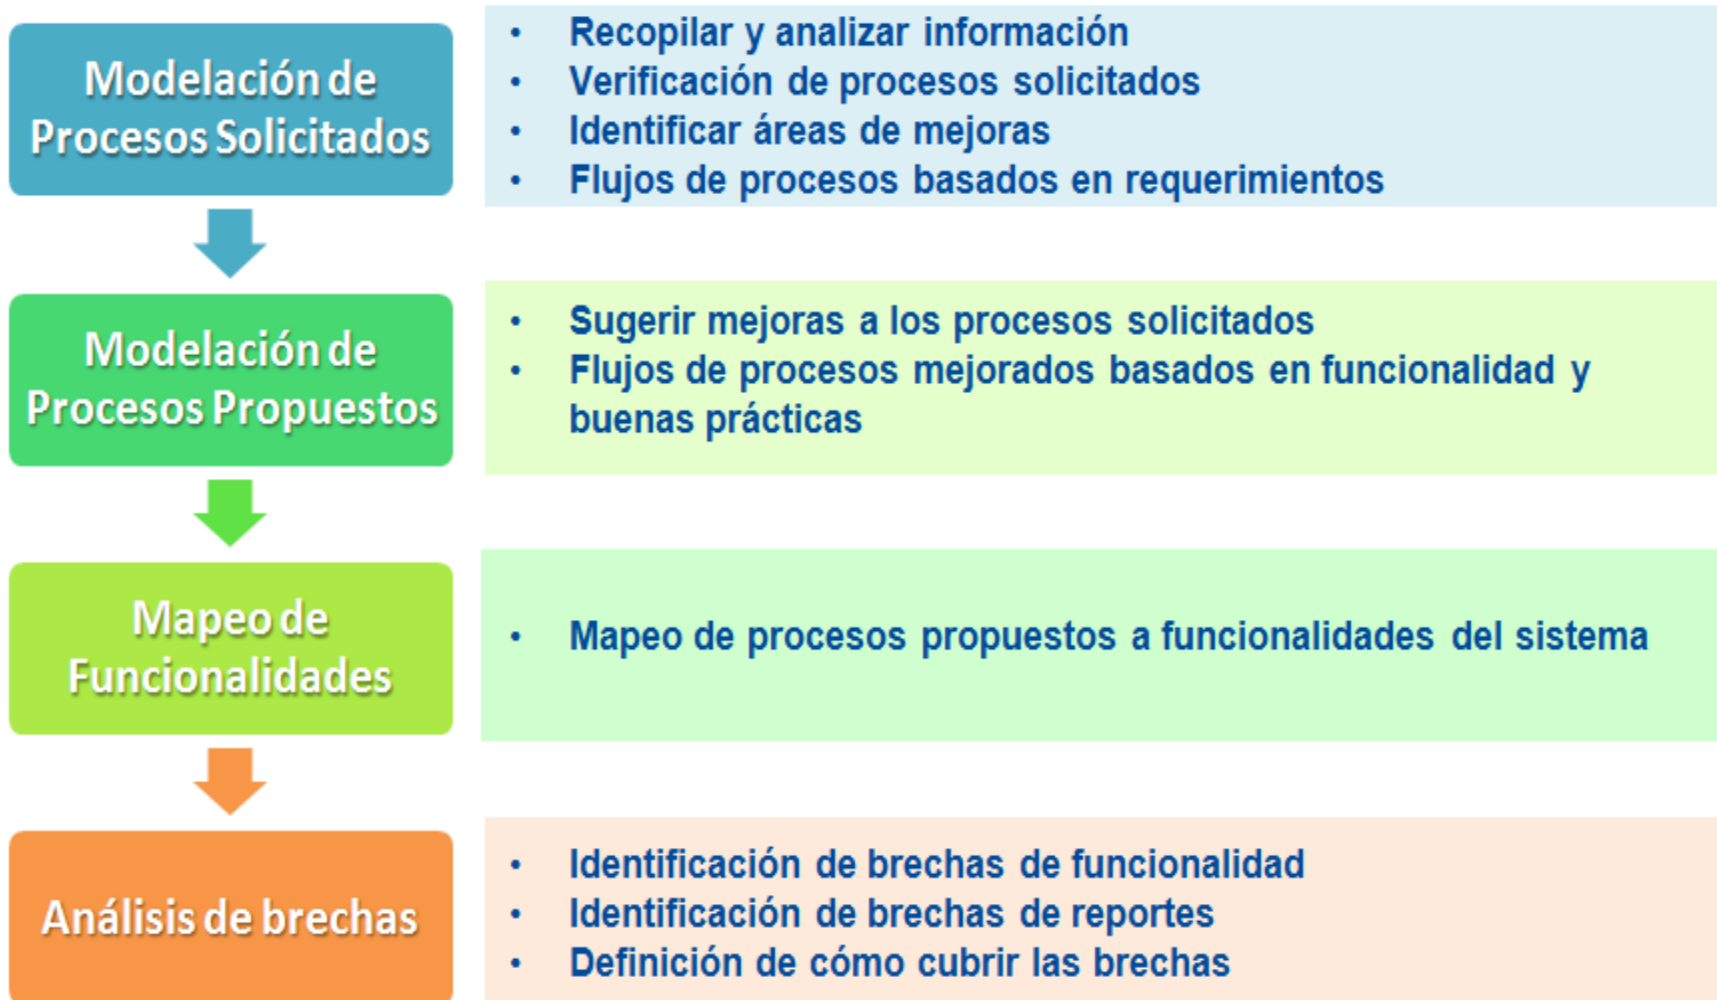 Modelación de
Procesos Solicitados
• Recopilar y analizar información
• Verificación de procesos solicitados
• Identificar áreas de mejoras
• Flujos de procesos basados en requerimientos
Modelación de
Procesos Propuestos
• Sugerir mejoras a los procesos solicitados
• Flujos de procesos mejorados basados en funcionalidad y
buenas prácticas
Mapeo de
Funcionalidades
• Mapeo de procesos propuestos a funcionalidades del sistema
Análisis de brechas
• Identificación de brechas de funcionalidad
• Identificación de brechas de reportes
• Definición de cómo cubrir las brechas